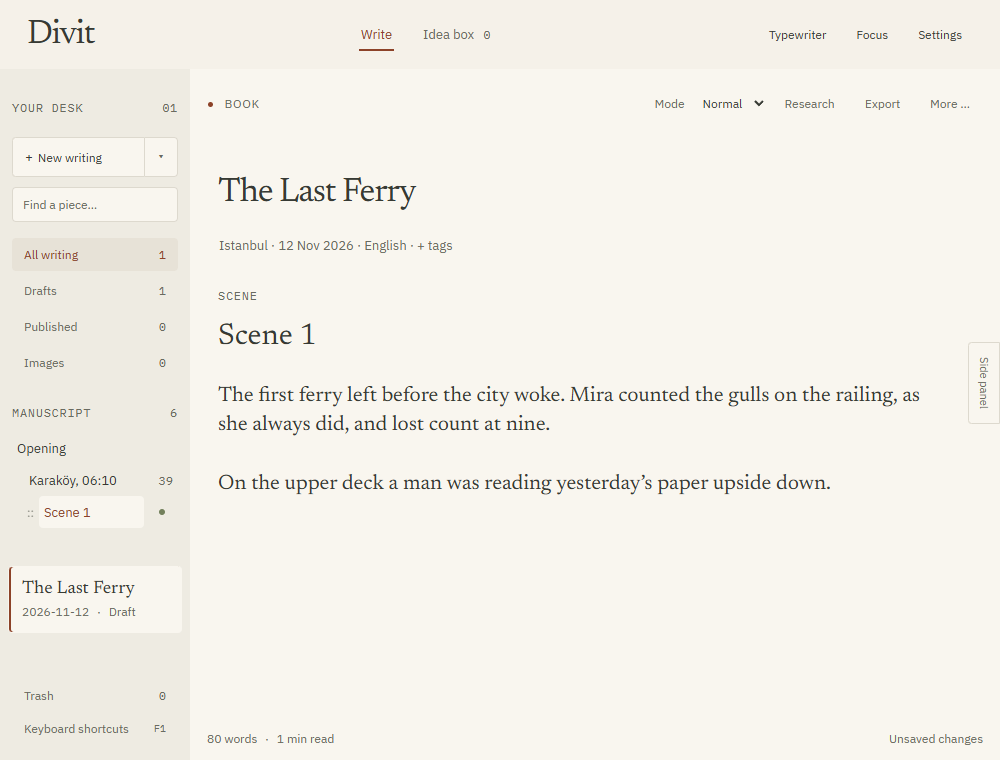 Divit
Write
Idea box 0
Typewriter
Focus
Settings
YOUR DESK 01
+ New writing
Find a piece...
All writing 1
Drafts 1
Published 0
Images 0
MANUSCRIPT 6
Opening
Karaköy, 06:10 39
:: Scene 1
The Last Ferry
2026-11-12 · Draft
Trash 0
Keyboard shortcuts F1
BOOK
Mode Normal
Research
Export
More ...
The Last Ferry
Istanbul · 12 Nov 2026 · English · + tags
SCENE
Scene 1
The first ferry left before the city woke. Mira counted the gulls on the railing, as
she always did, and lost count at nine.
On the upper deck a man was reading yesterday’s paper upside down.
Side panel
80 words · 1 min read
Unsaved changes